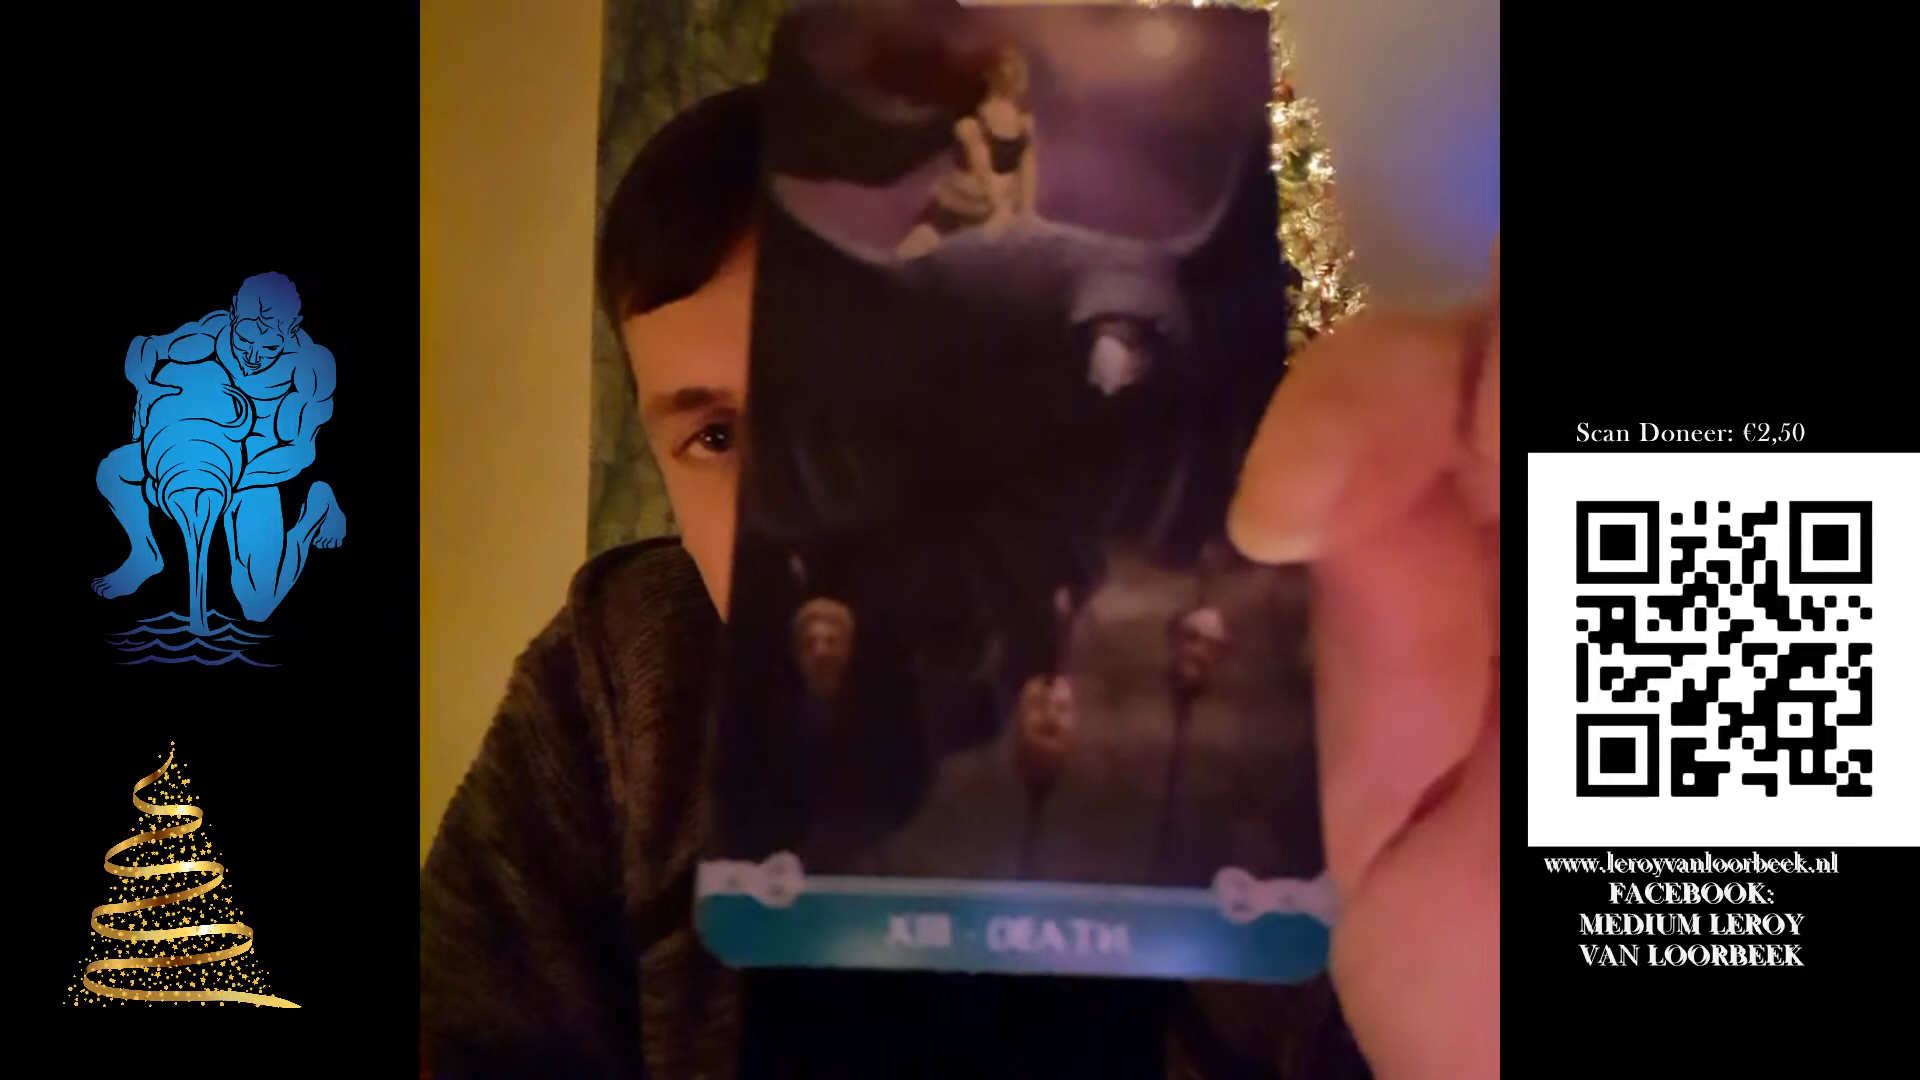 Scan Doneer: €2,50
www.leroyvanloorbeek.nl
FACEBOOK:
MEDIUM LEROY
VAN LOORBEEK
XIII - DEATH